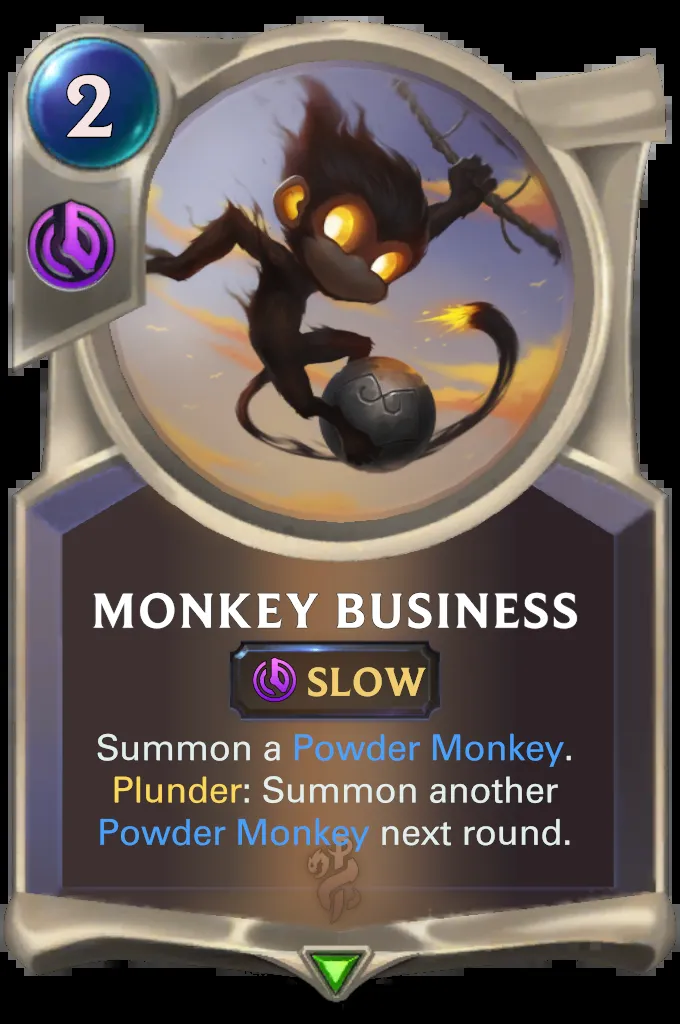 2
MONKEY BUSINESS
SLOW
Summon a Powder Monkey.
Plunder: Summon another
Powder Monkey next round.